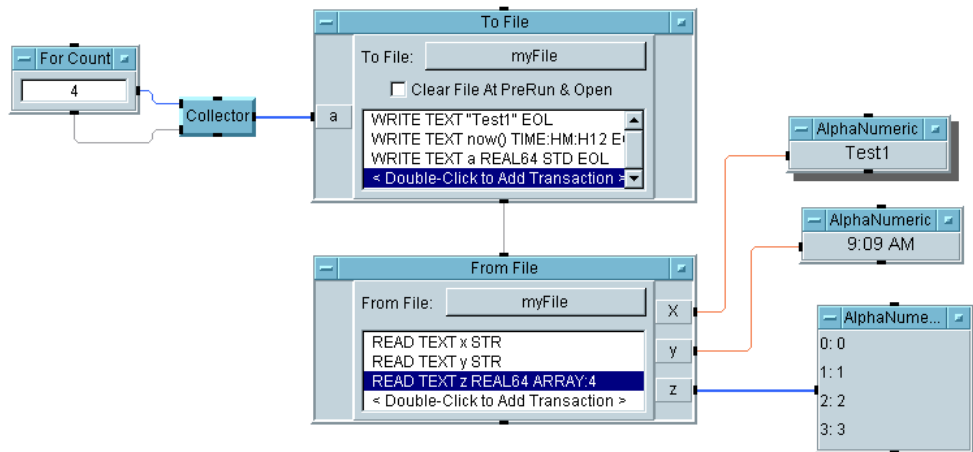 For Count
4
Collector
To File
To File:
myFile
Clear File At PreRun & Open
a
WRITE TEXT "Test1" EOL
WRITE TEXT now() TIME:HM:H12 E
WRITE TEXT a REAL64 STD EOL
< Double-Click to Add Transaction >
From File
From File:
myFile
READ TEXT x STR
READ TEXT y STR
READ TEXT z REAL64 ARRAY:4
< Double-Click to Add Transaction >
X
y
z
AlphaNumeric
Test1
AlphaNumeric
9:09 AM
AlphaNume...
0: 0
1: 1
2: 2
3: 3